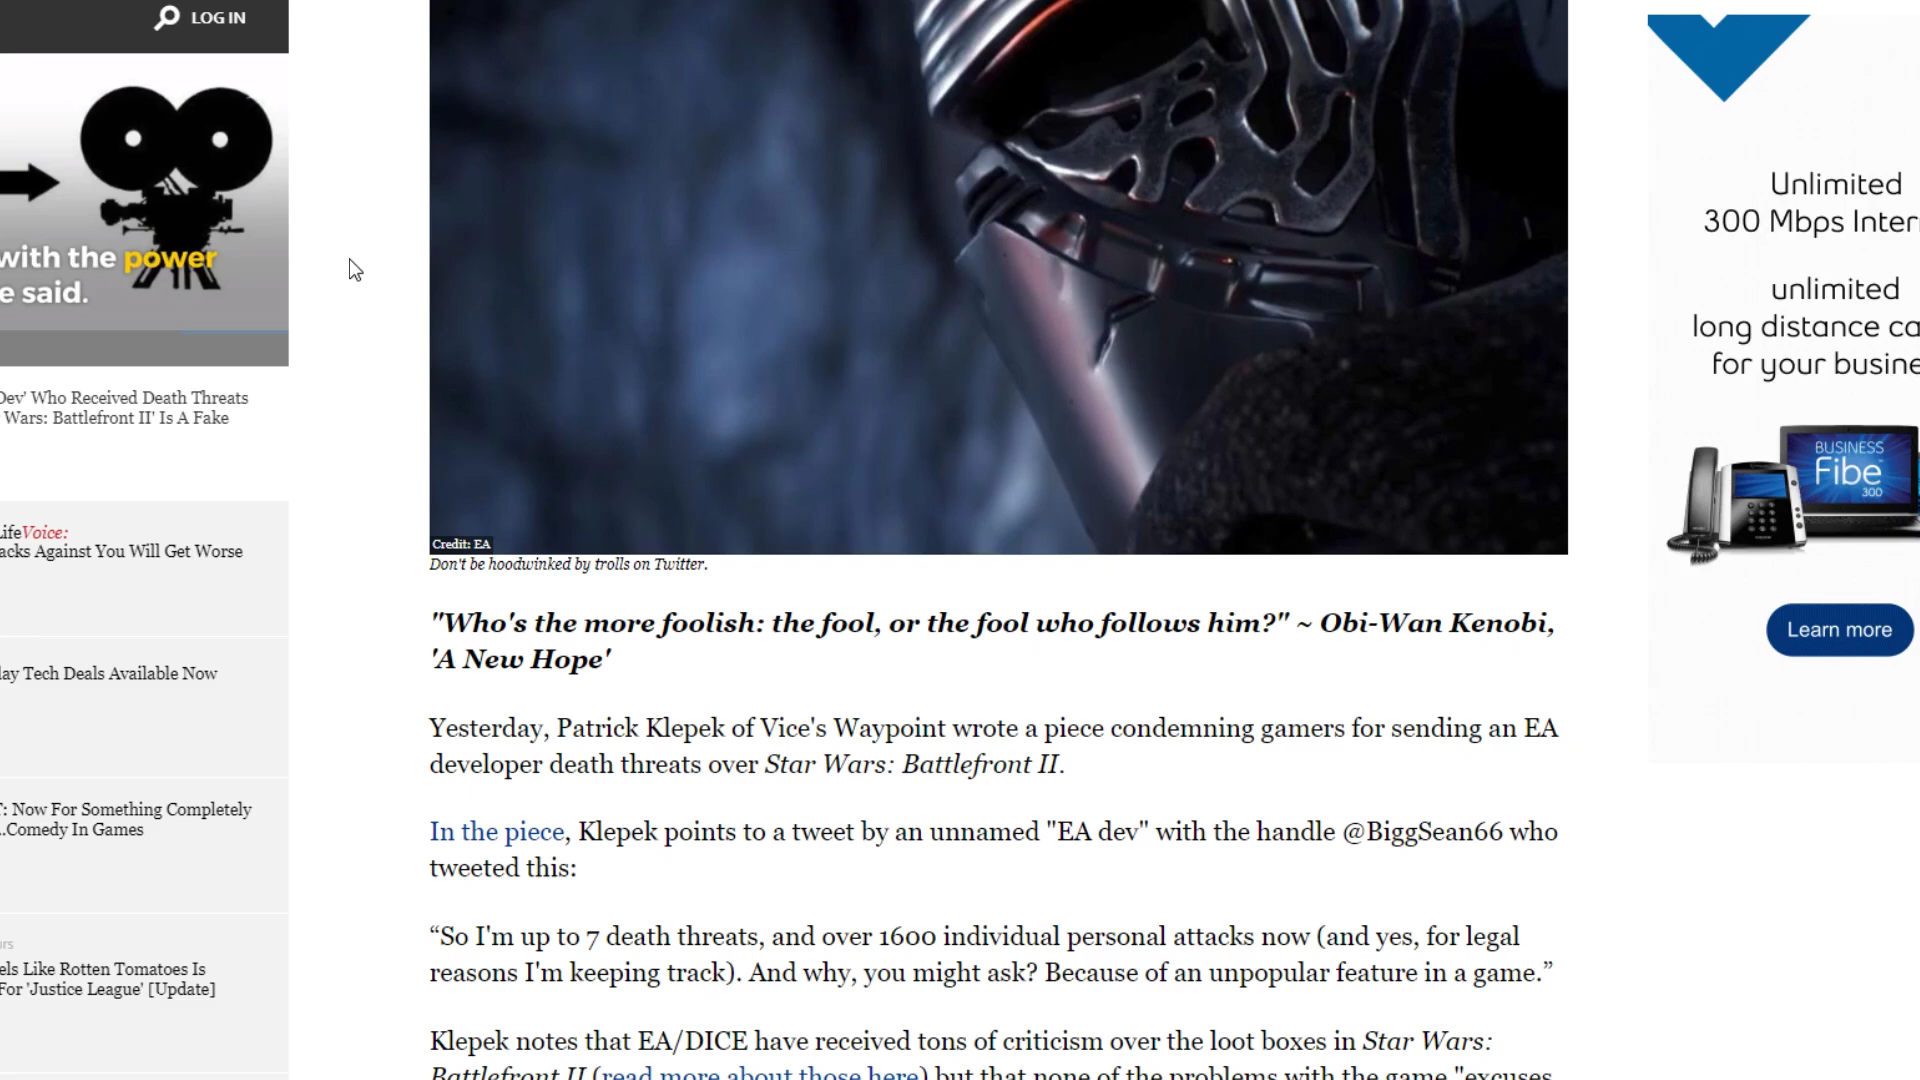 LOG IN
with the power
e said.
Dev' Who Received Death Threats
Wars: Battlefront II' Is A Fake
LifeVoice:
acks Against You Will Get Worse
lay Tech Deals Available Now
T: Now For Something Completely
...Comedy In Games
urs
els Like Rotten Tomatoes Is
For 'Justice League' [Update]
Credit: EA
Don't be hoodwinked by trolls on Twitter.
"Who's the more foolish: the fool, or the fool who follows him?" ~ Obi-Wan Kenobi,
'A New Hope'
Yesterday, Patrick Klepek of Vice's Waypoint wrote a piece condemning gamers for sending an EA
developer death threats over Star Wars: Battlefront II.
In the piece, Klepek points to a tweet by an unnamed "EA dev" with the handle @BiggSean66 who
tweeted this:
“So I'm up to 7 death threats, and over 1600 individual personal attacks now (and yes, for legal
reasons I'm keeping track). And why, you might ask? Because of an unpopular feature in a game.”
Klepek notes that EA/DICE have received tons of criticism over the loot boxes in Star Wars:
Battlefront II (read more about those here) but that none of the problems with the game "excuses
Unlimited
300 Mbps Inter
unlimited
long distance ca
for your busine
BUSINESS
Fibe
300
Learn more